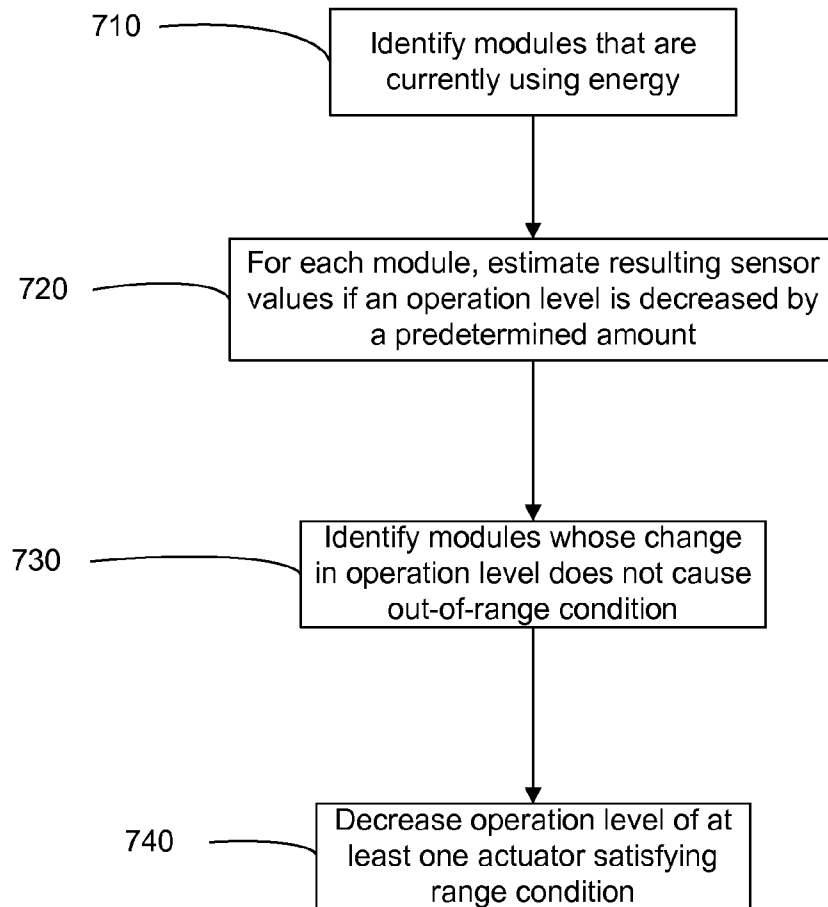 710
Identify modules that are
currently using energy
720
For each module, estimate resulting sensor
values if an operation level is decreased by
a predetermined amount
730
Identify modules whose change
in operation level does not cause
out-of-range condition
740
Decrease operation level of at
least one actuator satisfying
range condition